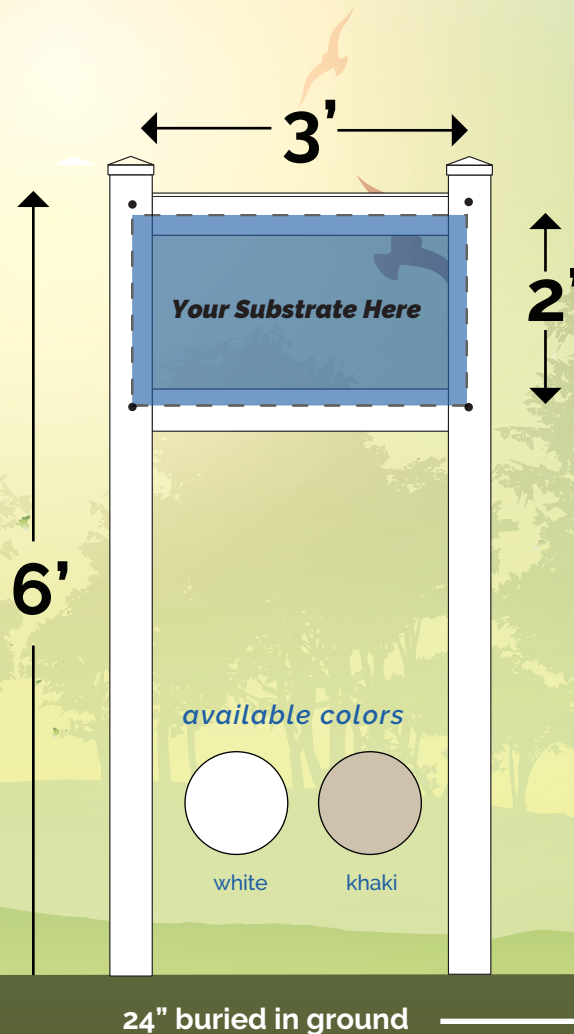 3’
Your Substrate Here
2’
6’
available colors
white
khaki
24” buried in ground